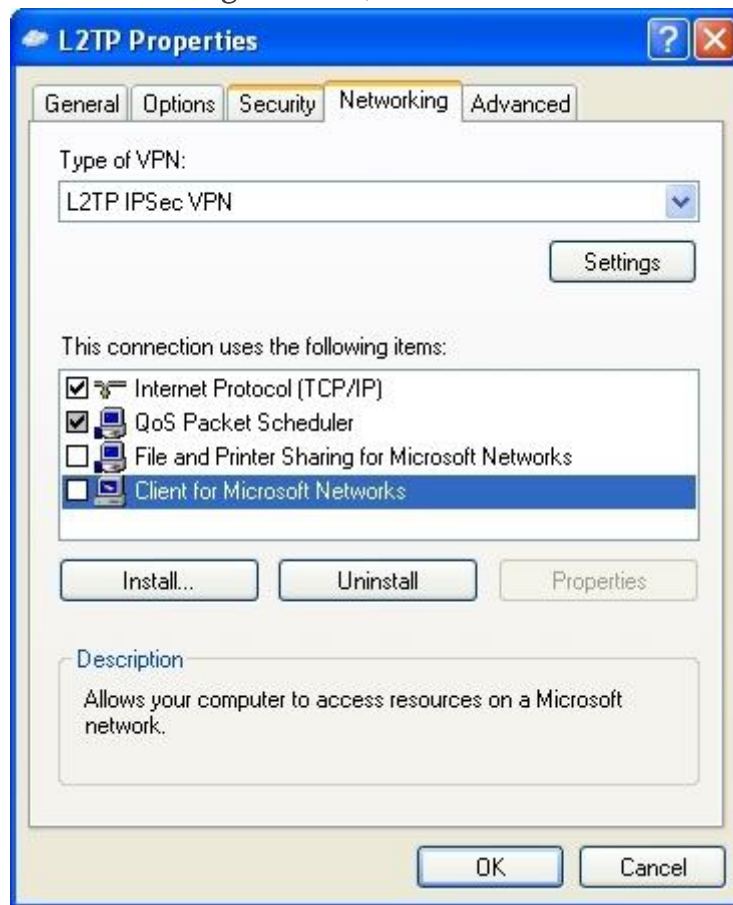 L2TP Properties
General Options Security Networking Advanced
Type of VPN:
L2TP IPSec VPN
Settings
This connection uses the following items:
Internet Protocol (TCP/IP)
QoS Packet Scheduler
File and Printer Sharing for Microsoft Networks
Client for Microsoft Networks
Install... Uninstall Properties
Description
Allows your computer to access resources on a Microsoft
network.
OK Cancel